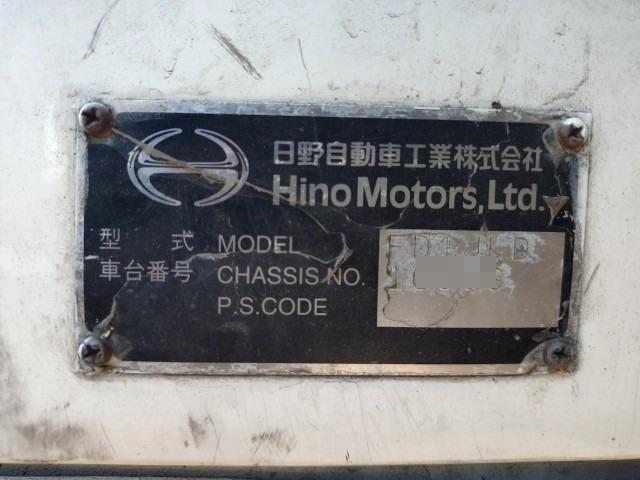 日野自動車工業株式会社
Hino Motors, Ltd.
型式 MODEL
車台番号 CHASSIS NO.
P.S.CODE